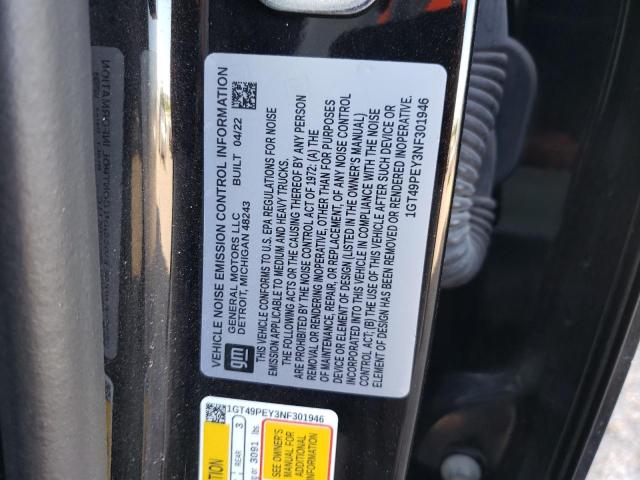 VEHICLE NOISE EMISSION CONTROL INFORMATION
gm
GENERAL MOTORS LLC
DETROIT, MICHIGAN 48243
BUILT 04/22
THIS VEHICLE CONFORMS TO U.S. EPA REGULATIONS FOR NOISE
EMISSION APPLICABLE TO MEDIUM AND HEAVY TRUCKS.
THE FOLLOWING ACTS OR THE CAUSING THEREOF BY ANY PERSON
ARE PROHIBITED BY THE NOISE CONTROL ACT OF 1972: (A) THE
REMOVAL OR RENDERING INOPERATIVE, OTHER THAN FOR PURPOSES
OF MAINTENANCE, REPAIR, OR REPLACEMENT, OF ANY NOISE CONTROL
DEVICE OR ELEMENT OF DESIGN (LISTED IN THE OWNER'S MANUAL)
INCORPORATED INTO THIS VEHICLE IN COMPLIANCE WITH THE NOISE
CONTROL ACT; (B) THE USE OF THIS VEHICLE AFTER SUCH DEVICE OR
ELEMENT OF DESIGN HAS BEEN REMOVED OR RENDERED INOPERATIVE.
1GT49PEY3NF301946
1GT49PEY3NF301946
REAR 3
3091 lbs
SEE OWNER'S
MANUAL FOR
ADDITIONAL
INFORMATION